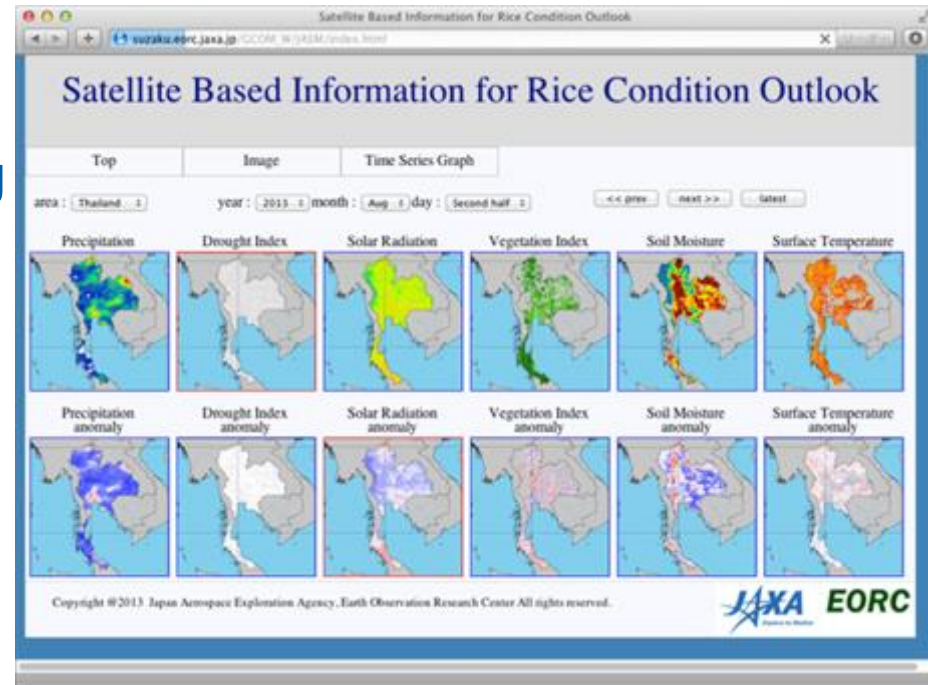 Satellite Based Information for Rice Condition Outlook
suzaku.eorc.jaxa.jp/GCOM_W/JASM/index.html
Satellite Based Information for Rice Condition Outlook
Top Image Time Series Graph
area : Thailand year : 2013 month : Aug day : Second half << prev next >> latest
Precipitation Drought Index Solar Radiation Vegetation Index Soil Moisture Surface Temperature
Precipitation anomaly Drought Index anomaly Solar Radiation anomaly Vegetation Index anomaly Soil Moisture anomaly Surface Temperature anomaly
Copyright @2013 Japan Aerospace Exploration Agency, Earth Observation Research Center All rights reserved.
JAXA EORC